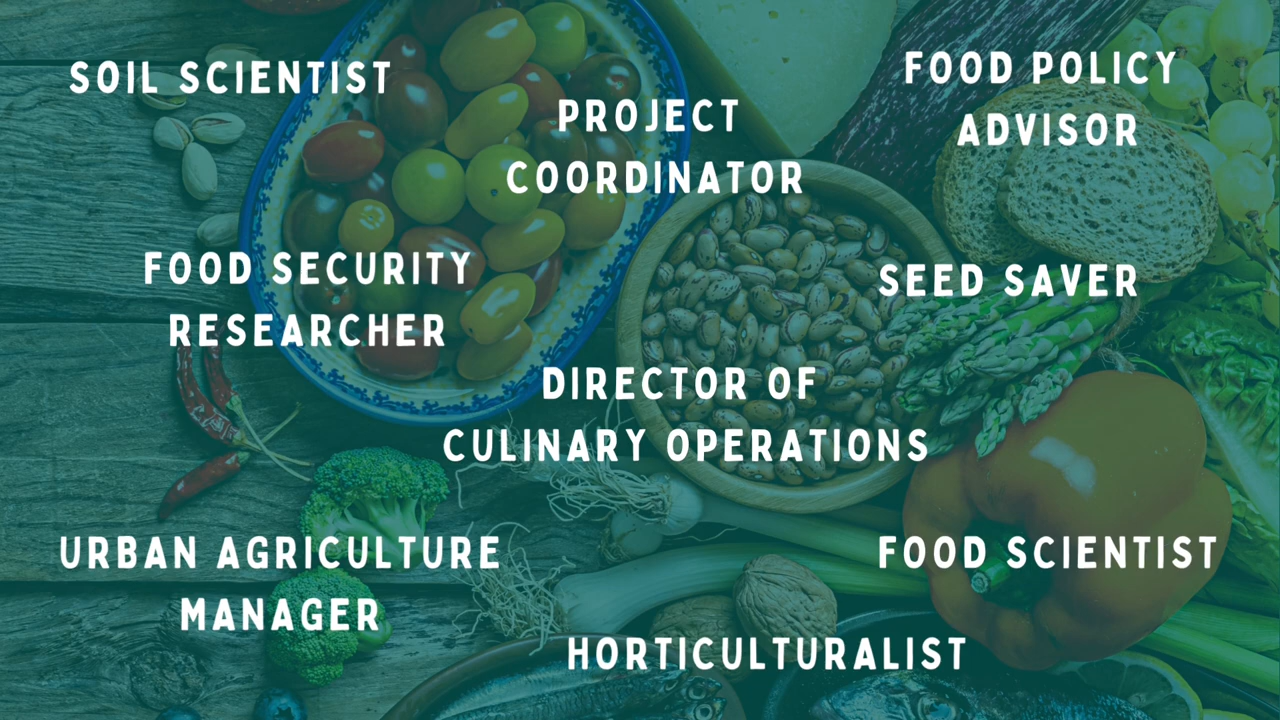 SOIL SCIENTIST
PROJECT
COORDINATOR
FOOD POLICY
ADVISOR
FOOD SECURITY
RESEARCHER
SEED SAVER
DIRECTOR OF
CULINARY OPERATIONS
URBAN AGRICULTURE
MANAGER
FOOD SCIENTIST
HORTICULTURALIST